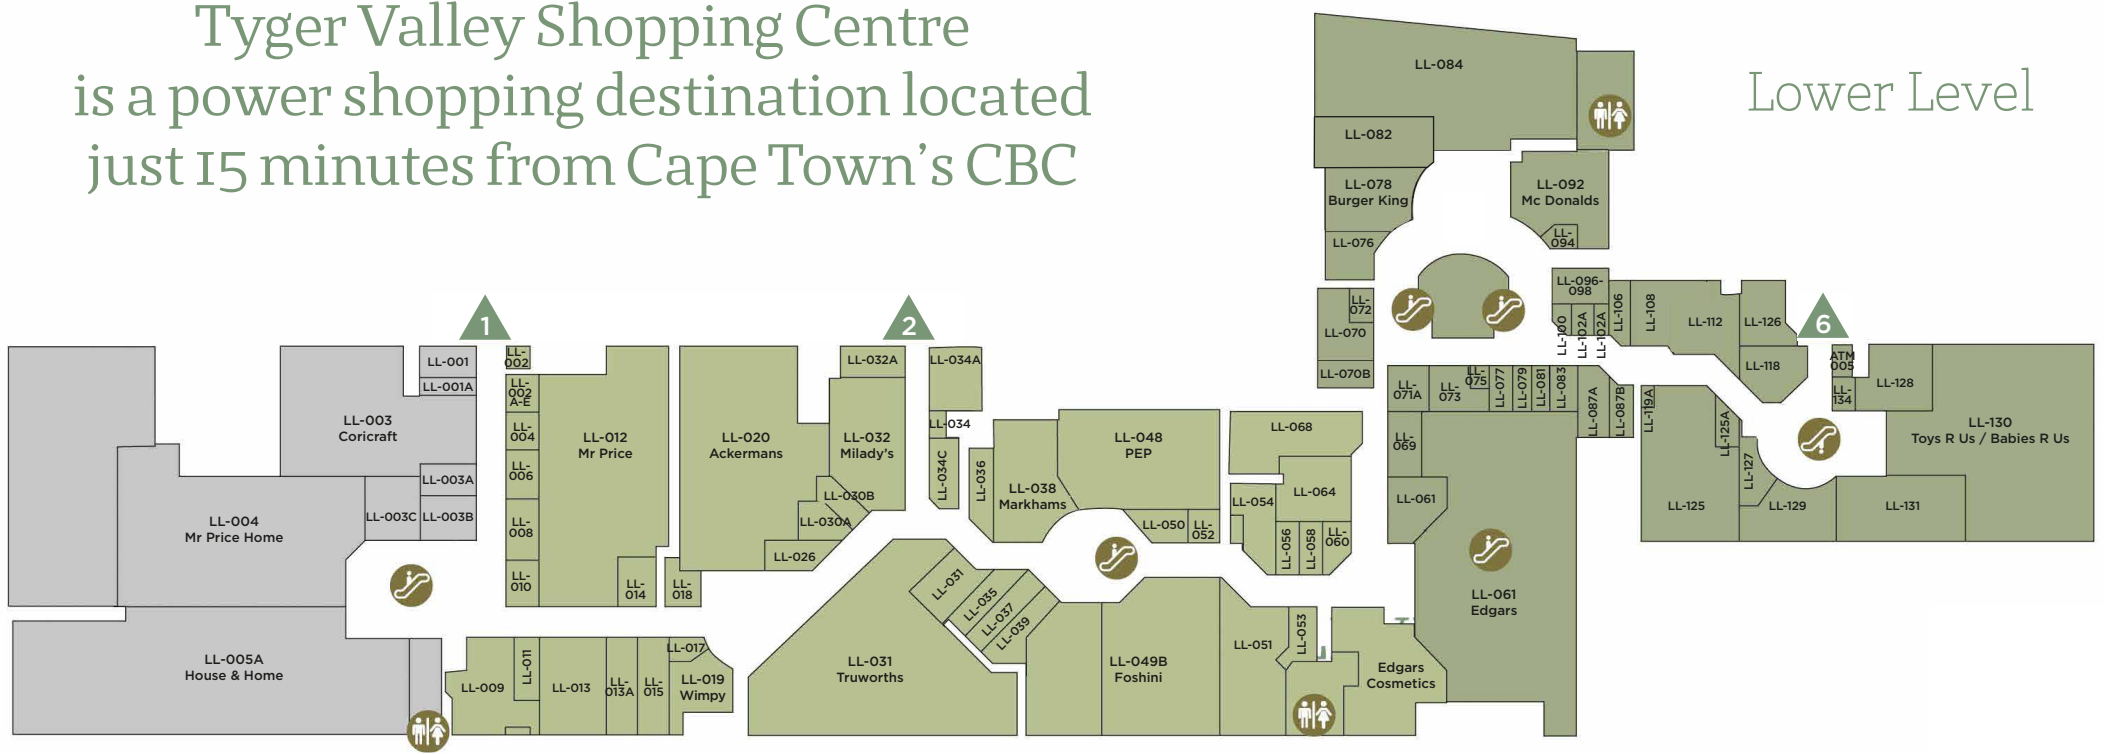 Tyger Valley Shopping Centre
is a power shopping destination located
just 15 minutes from Cape Town's CBC
Lower Level
LL-084
LL-082
LL-078
Burger King
LL-092
Mc Donalds
LL-
094
LL-076
LL-
072
LL-070
LL-070B
LL-096-
098
LL-100
LL-102A
LL-102A
LL-106
LL-108
LL-112
LL-126
LL-118
6
ATM
005
LL-
134
LL-128
LL-130
Toys R Us / Babies R Us
1
2
LL-001
LL-001A
LL-003
Coricraft
LL-003A
LL-003C
LL-003B
LL-004
Mr Price Home
LL-005A
House & Home
LL-
002
LL-
002
A-E
LL-
004
LL-
006
LL-
008
LL-
010
LL-012
Mr Price
LL-
014
LL-
018
LL-020
Ackermans
LL-032A
LL-032
Milady's
LL-030B
LL-030A
LL-026
LL-034A
LL-034
LL-034C
LL-036
LL-038
Markhams
LL-048
PEP
LL-050
LL-
052
LL-068
LL-064
LL-054
LL-056
LL-058
LL-
060
LL-
071A
LL-
073
LL-
075
LL-077
LL-079
LL-081
LL-083
LL-087A
LL-087B
LL-
069
LL-061
LL-061
Edgars
LL-119A
LL-125A
LL-127
LL-125
LL-129
LL-131
LL-009
LL-011
LL-013
LL-
013A
LL-
015
LL-017
LL-019
Wimpy
LL-031
Truworths
LL-031
LL-035
LL-037
LL-039
LL-049B
Foshini
LL-051
LL-053
Edgars
Cosmetics